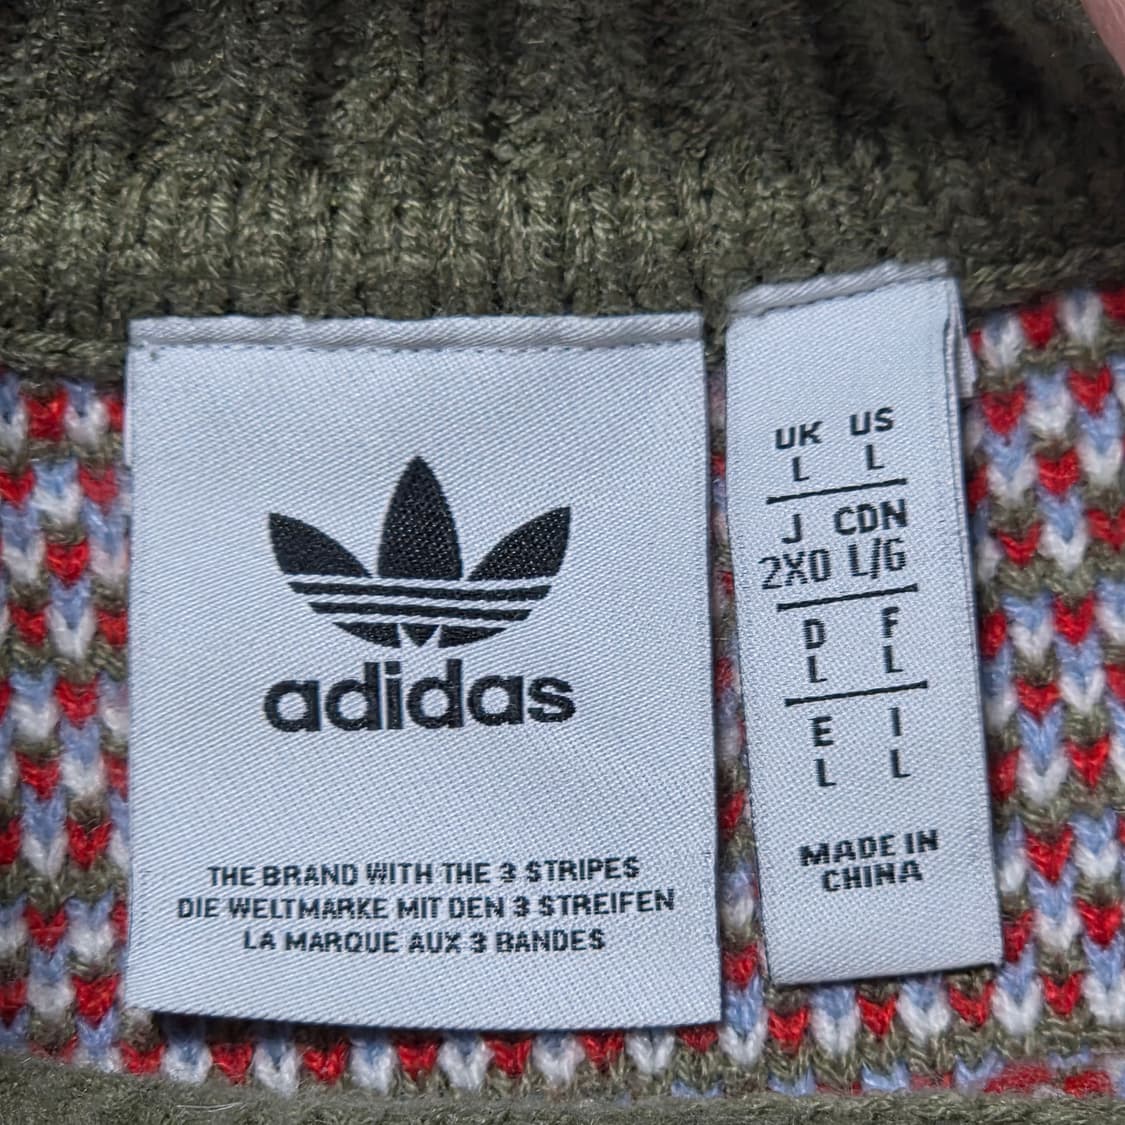 adidas
THE BRAND WITH THE 3 STRIPES
DIE WELTMARKE MIT DEN 3 STREIFEN
LA MARQUE AUX 3 BANDES
UK US
L L
J CDN
2XO L/G
D F
L L
E I
L L
MADE IN
CHINA